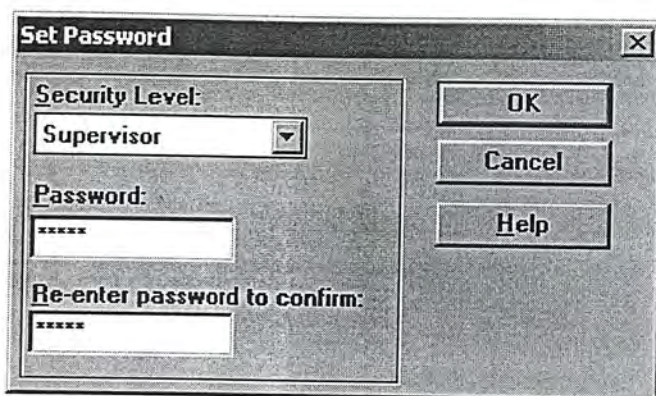 Set Password
Security Level:
Supervisor
Password:
*****
Re-enter password to confirm:
*****
OK
Cancel
Help